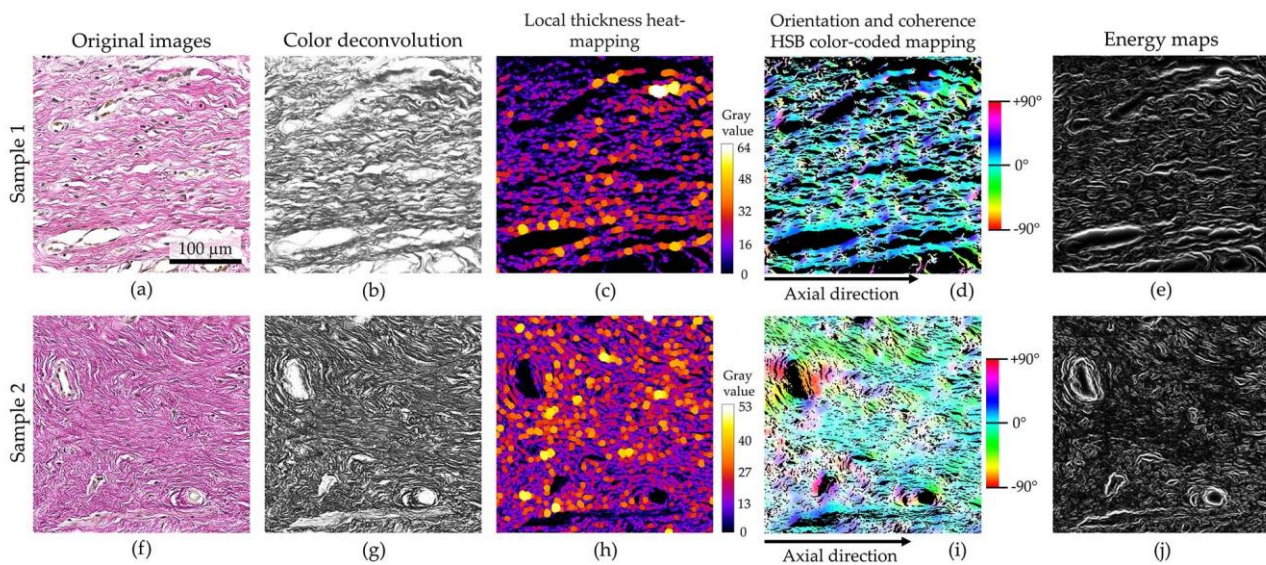 Original images
Color deconvolution
Local thickness heat-
mapping
Orientation and coherence
HSB color-coded mapping
Energy maps
Sample 1
100 µm
Gray
value
64
48
32
16
0
+90°
0°
-90°
Axial direction
(a)
(b)
(c)
(d)
(e)
Sample 2
Gray
value
53
40
27
13
0
+90°
0°
-90°
Axial direction
(f)
(g)
(h)
(i)
(j)